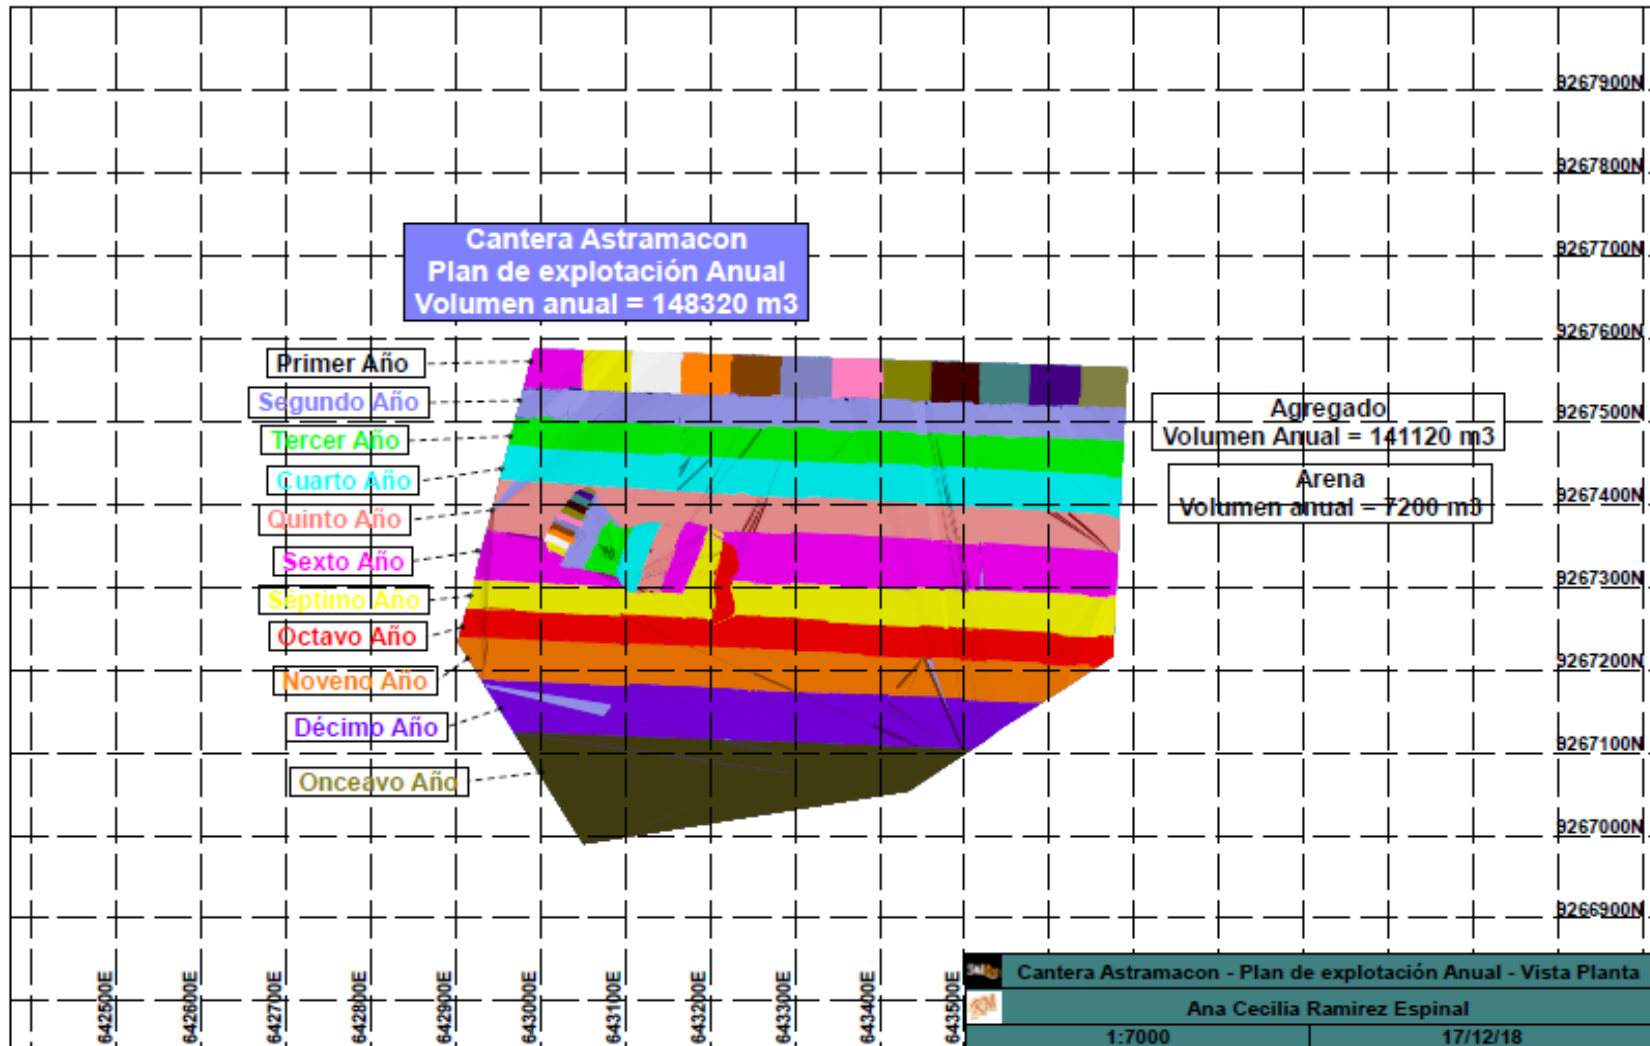 9267900N
9267800N
9267700N
Cantera Astramacon
Plan de explotación Anual
Volumen anual = 148320 m3
9267600N
Primer Año
Segundo Año
Tercer Año
Cuarto Año
Quinto Año
Sexto Año
Séptimo Año
Octavo Año
Noveno Año
Décimo Año
Onceavo Año
Agregado
Volumen Anual = 141120 m3
Arena
Volumen anual = 7200 m3
9267500N
9267400N
9267300N
9267200N
9267100N
9267000N
9266900N
642500E
642600E
642700E
642800E
642900E
643000E
643100E
643200E
643300E
643400E
643500E
Cantera Astramacon - Plan de explotación Anual - Vista Planta
Ana Cecilia Ramirez Espinal
1:7000
17/12/18